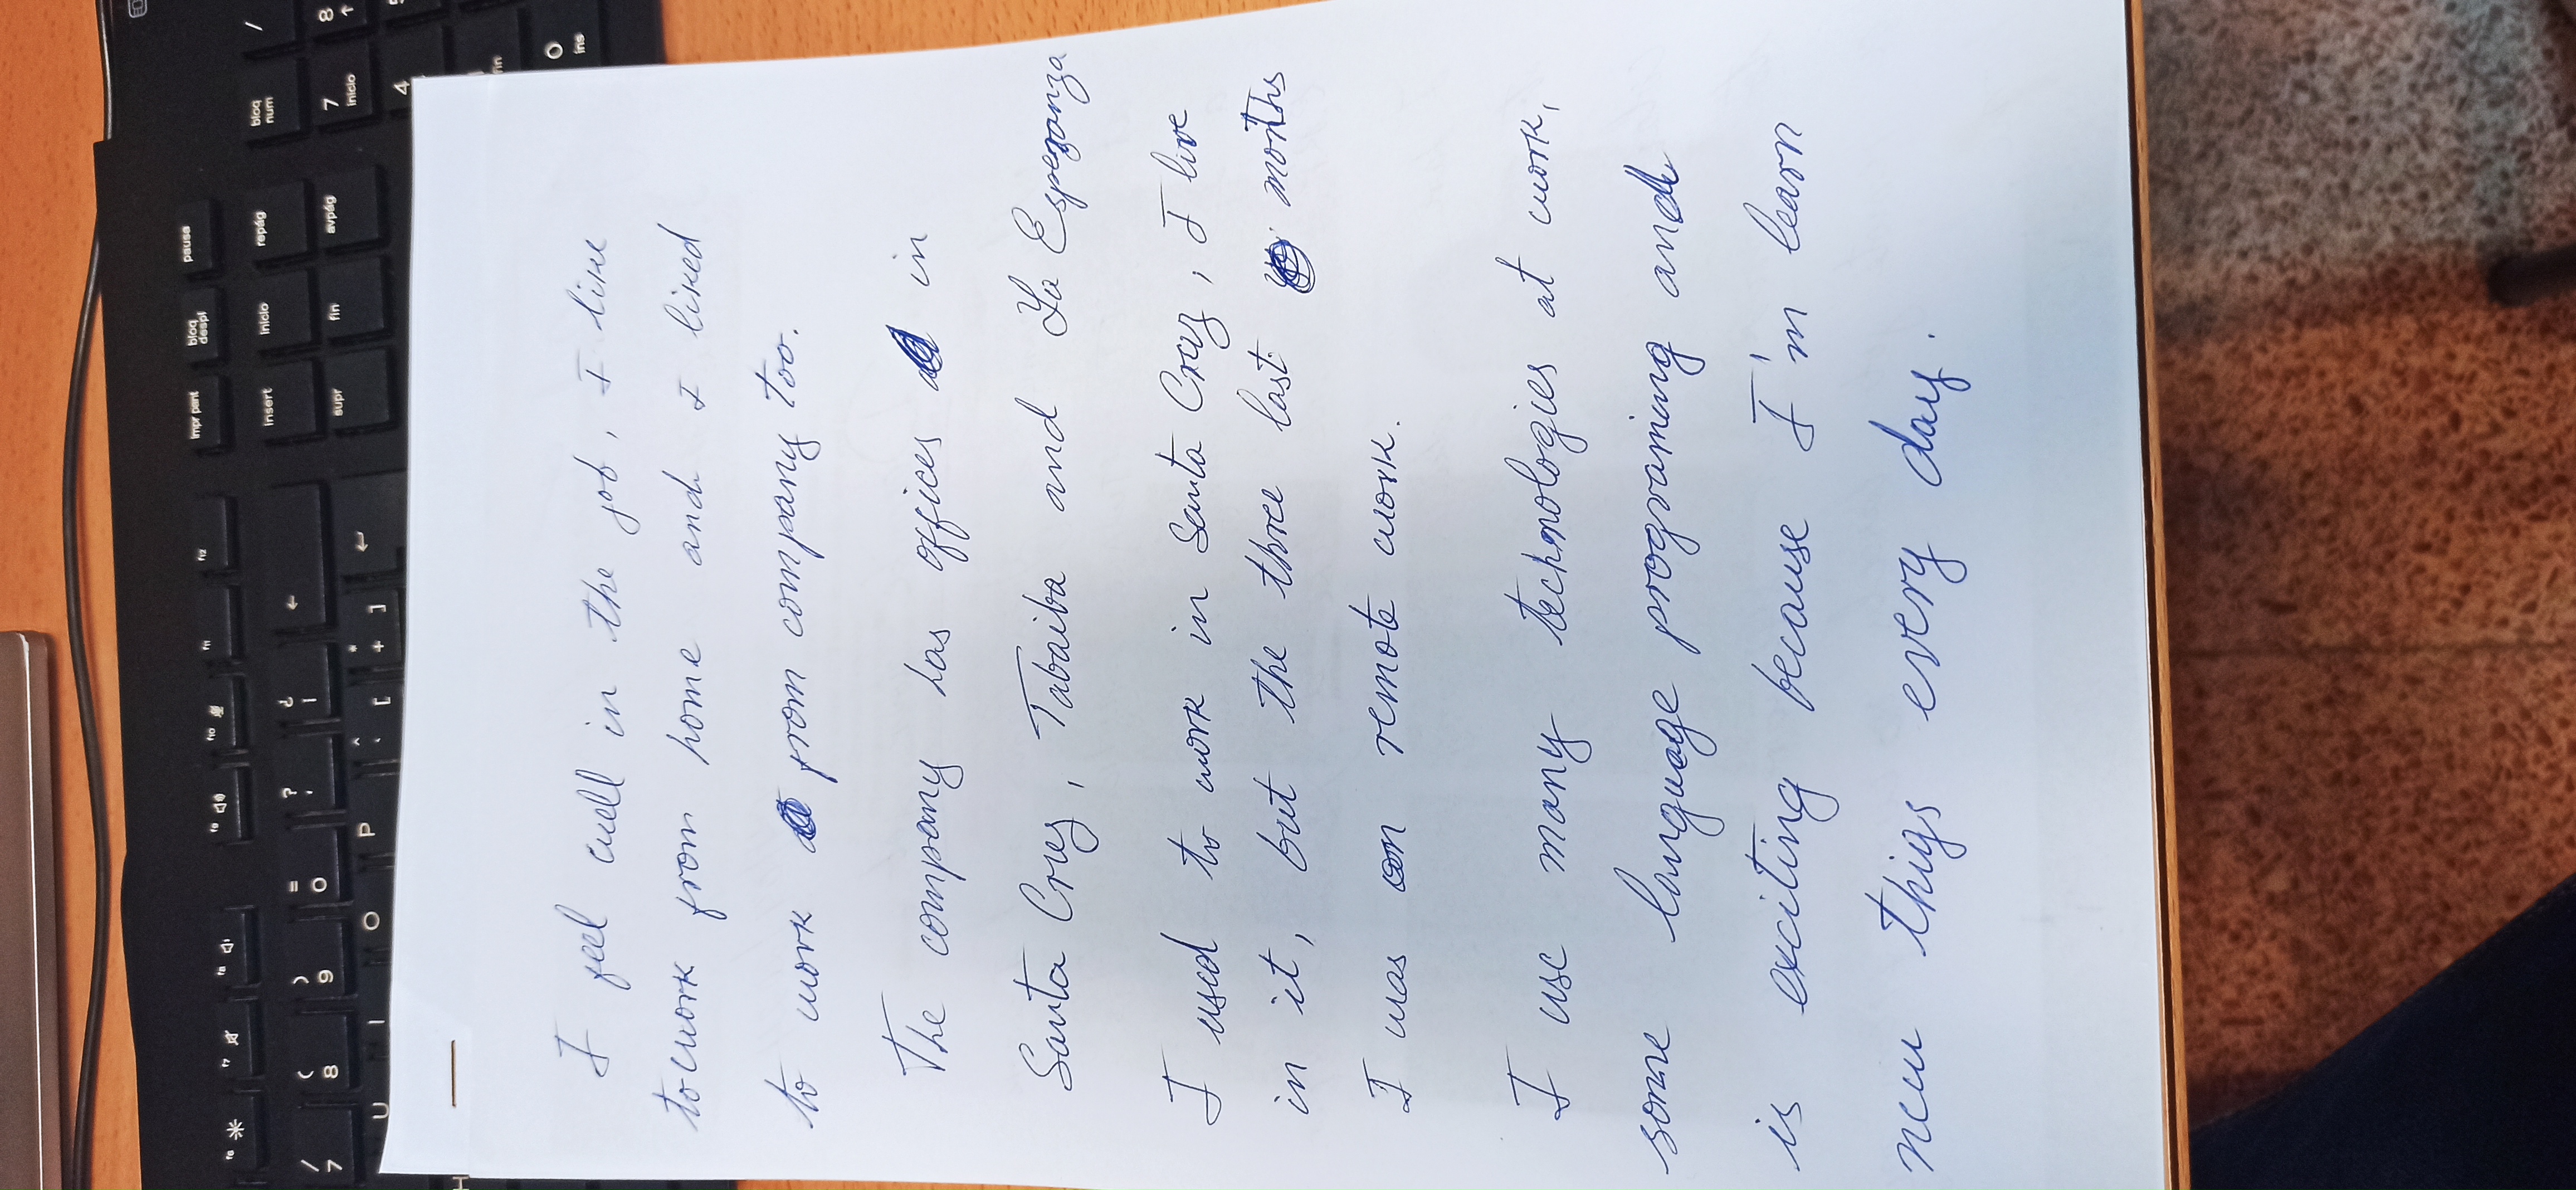 f6 f7 f8 f9 f10 f11 f12 impr pant bloq despl pausa
/ 7 ( 8 ) 9 = 0 ? ' ¿ ¡ ← insert inicio repág bloq num /
U I O P ^ ` [ * + ] supr fin avpág 7 inicio 8
H 4 5
fin
0 ins
I feel well in the job, I like
to work from home and I liked
to work from company too.
The company has offices in
Santa Cruz, Tabaiba and La Esperanza
I used to work in Santa Cruz, I live
in it, but the three last months
I was on remote work.
I use many technologies at work,
some language programing and
is exciting because I'm learn
new thigs every day.